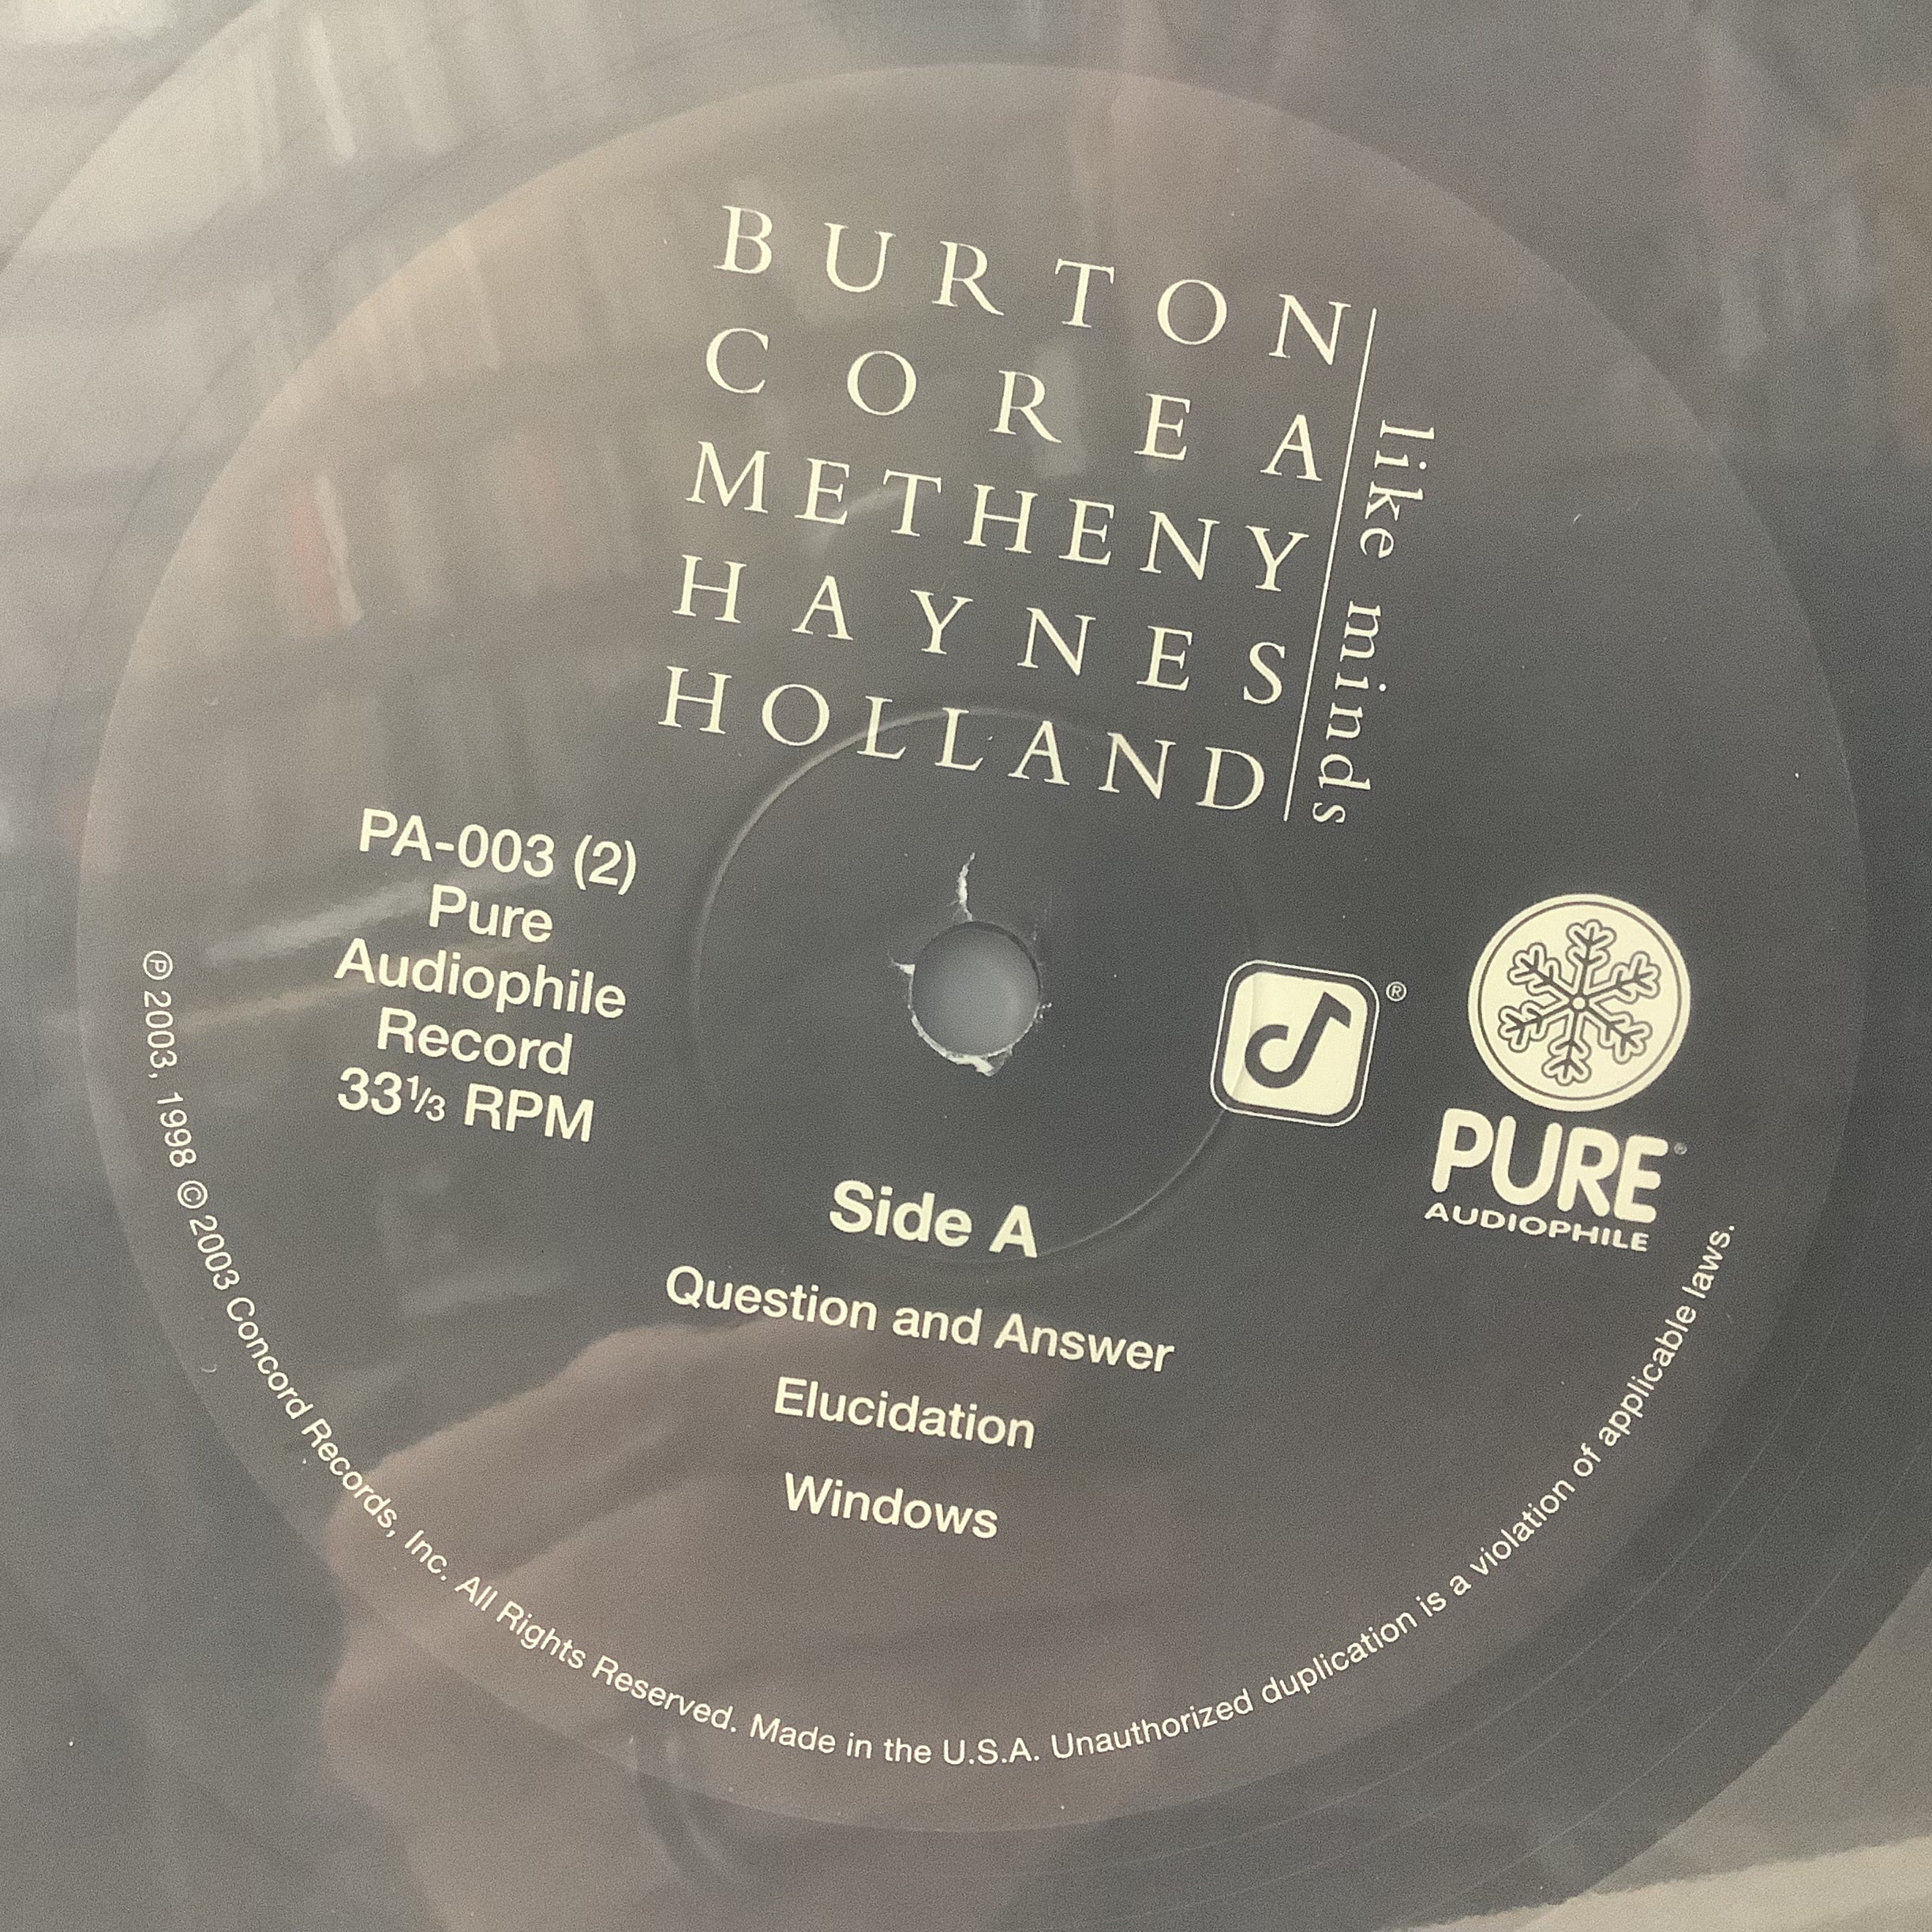 BURTON
COREA
METHENY
HAYNES
HOLLAND
like minds
PA-003 (2)
Pure
Audiophile
Record
33⅓ RPM
®
PURE®
AUDIOPHILE
Side A
Question and Answer
Elucidation
Windows
℗ 2003, 1998 © 2003 Concord Records, Inc. All Rights Reserved. Made in the U.S.A. Unauthorized duplication is a violation of applicable laws.